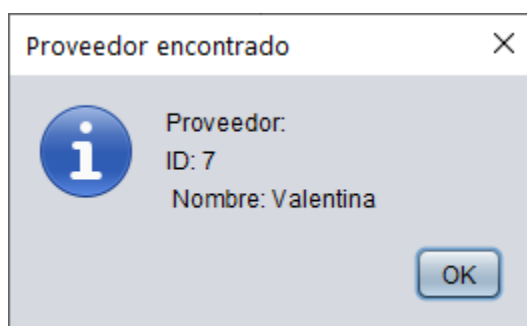 Proveedor encontrado
Proveedor:
ID: 7
Nombre: Valentina
OK